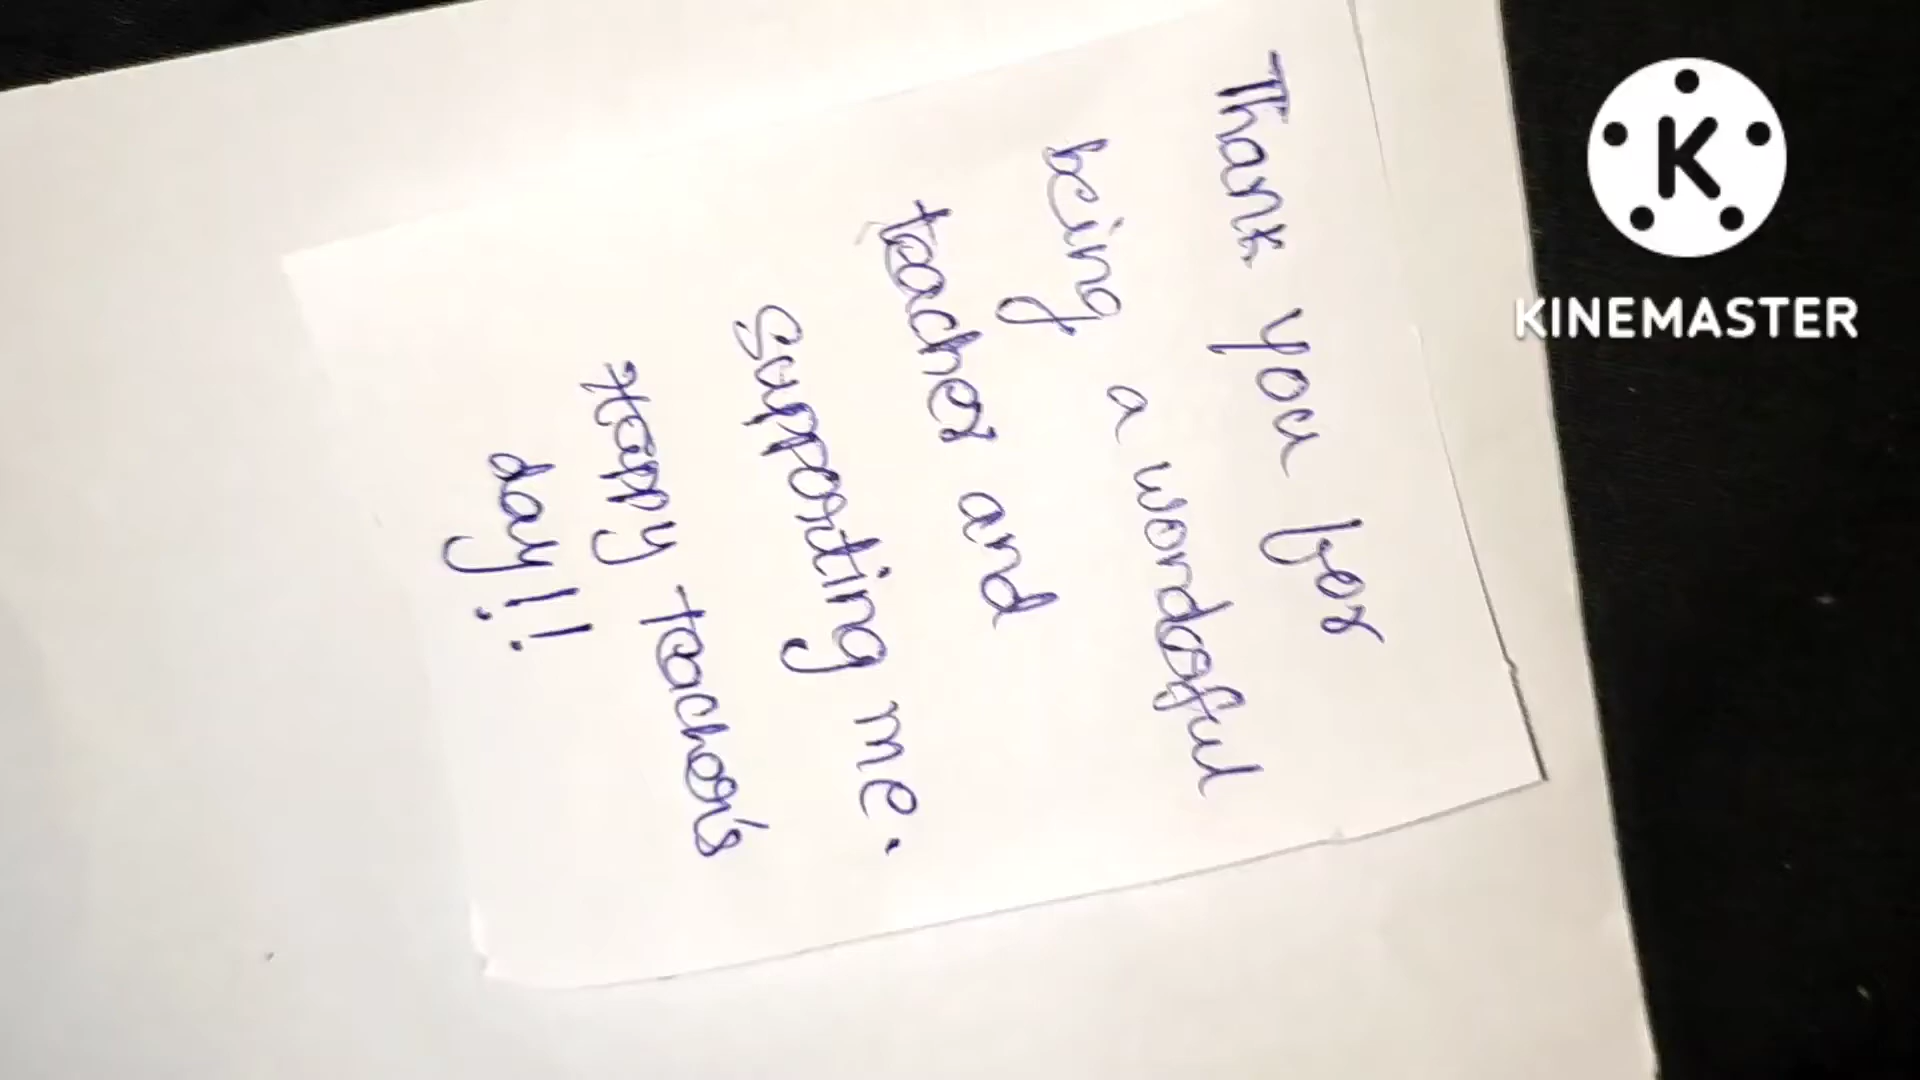 Thank you for
being a wonderful
teacher and
supporting me.
Happy teacher's
day!!
K
KINEMASTER